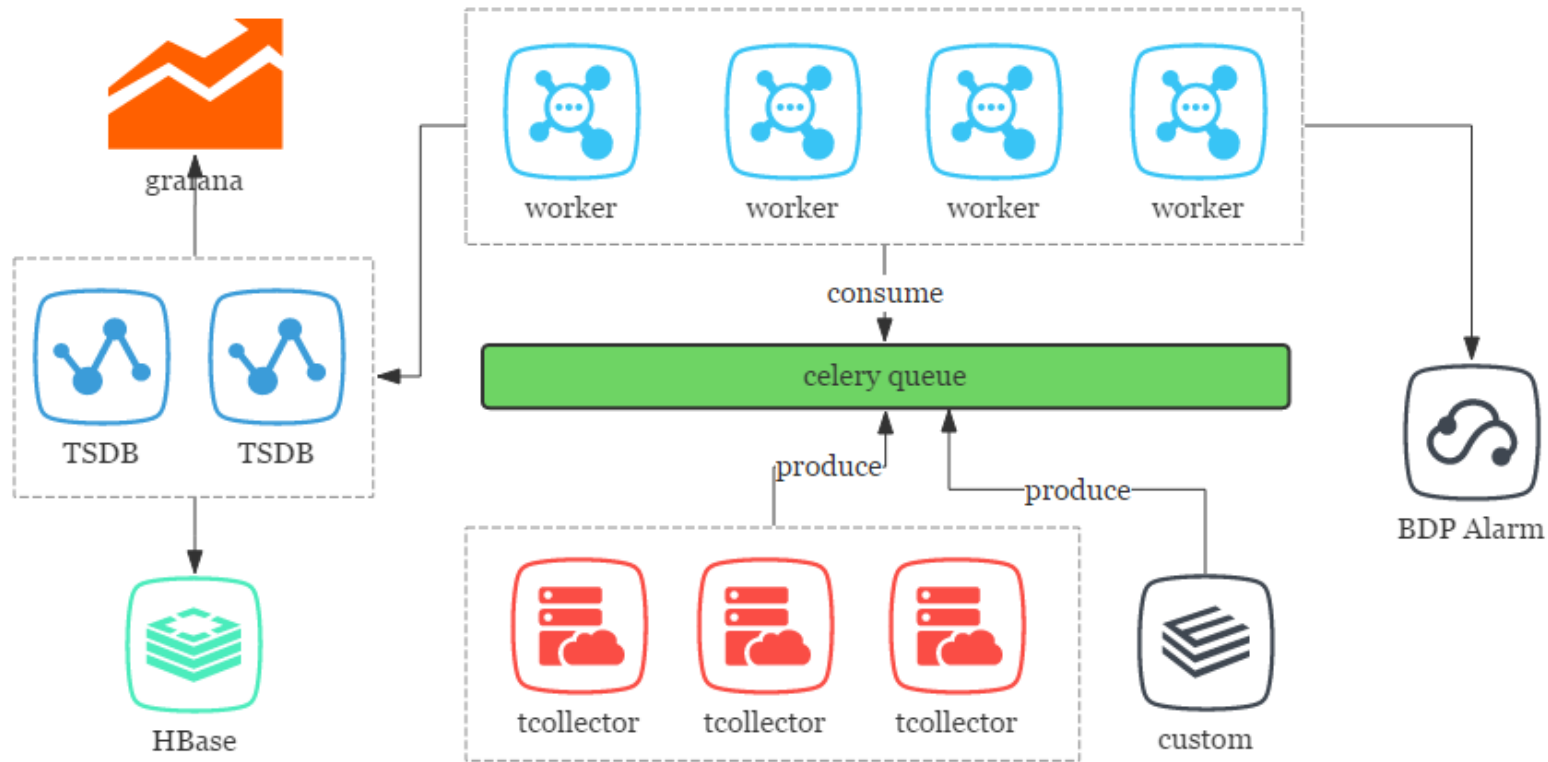 grafana
worker
worker
worker
worker
consume
celery queue
TSDB
TSDB
produce
produce
BDP Alarm
HBase
tcollector
tcollector
tcollector
custom